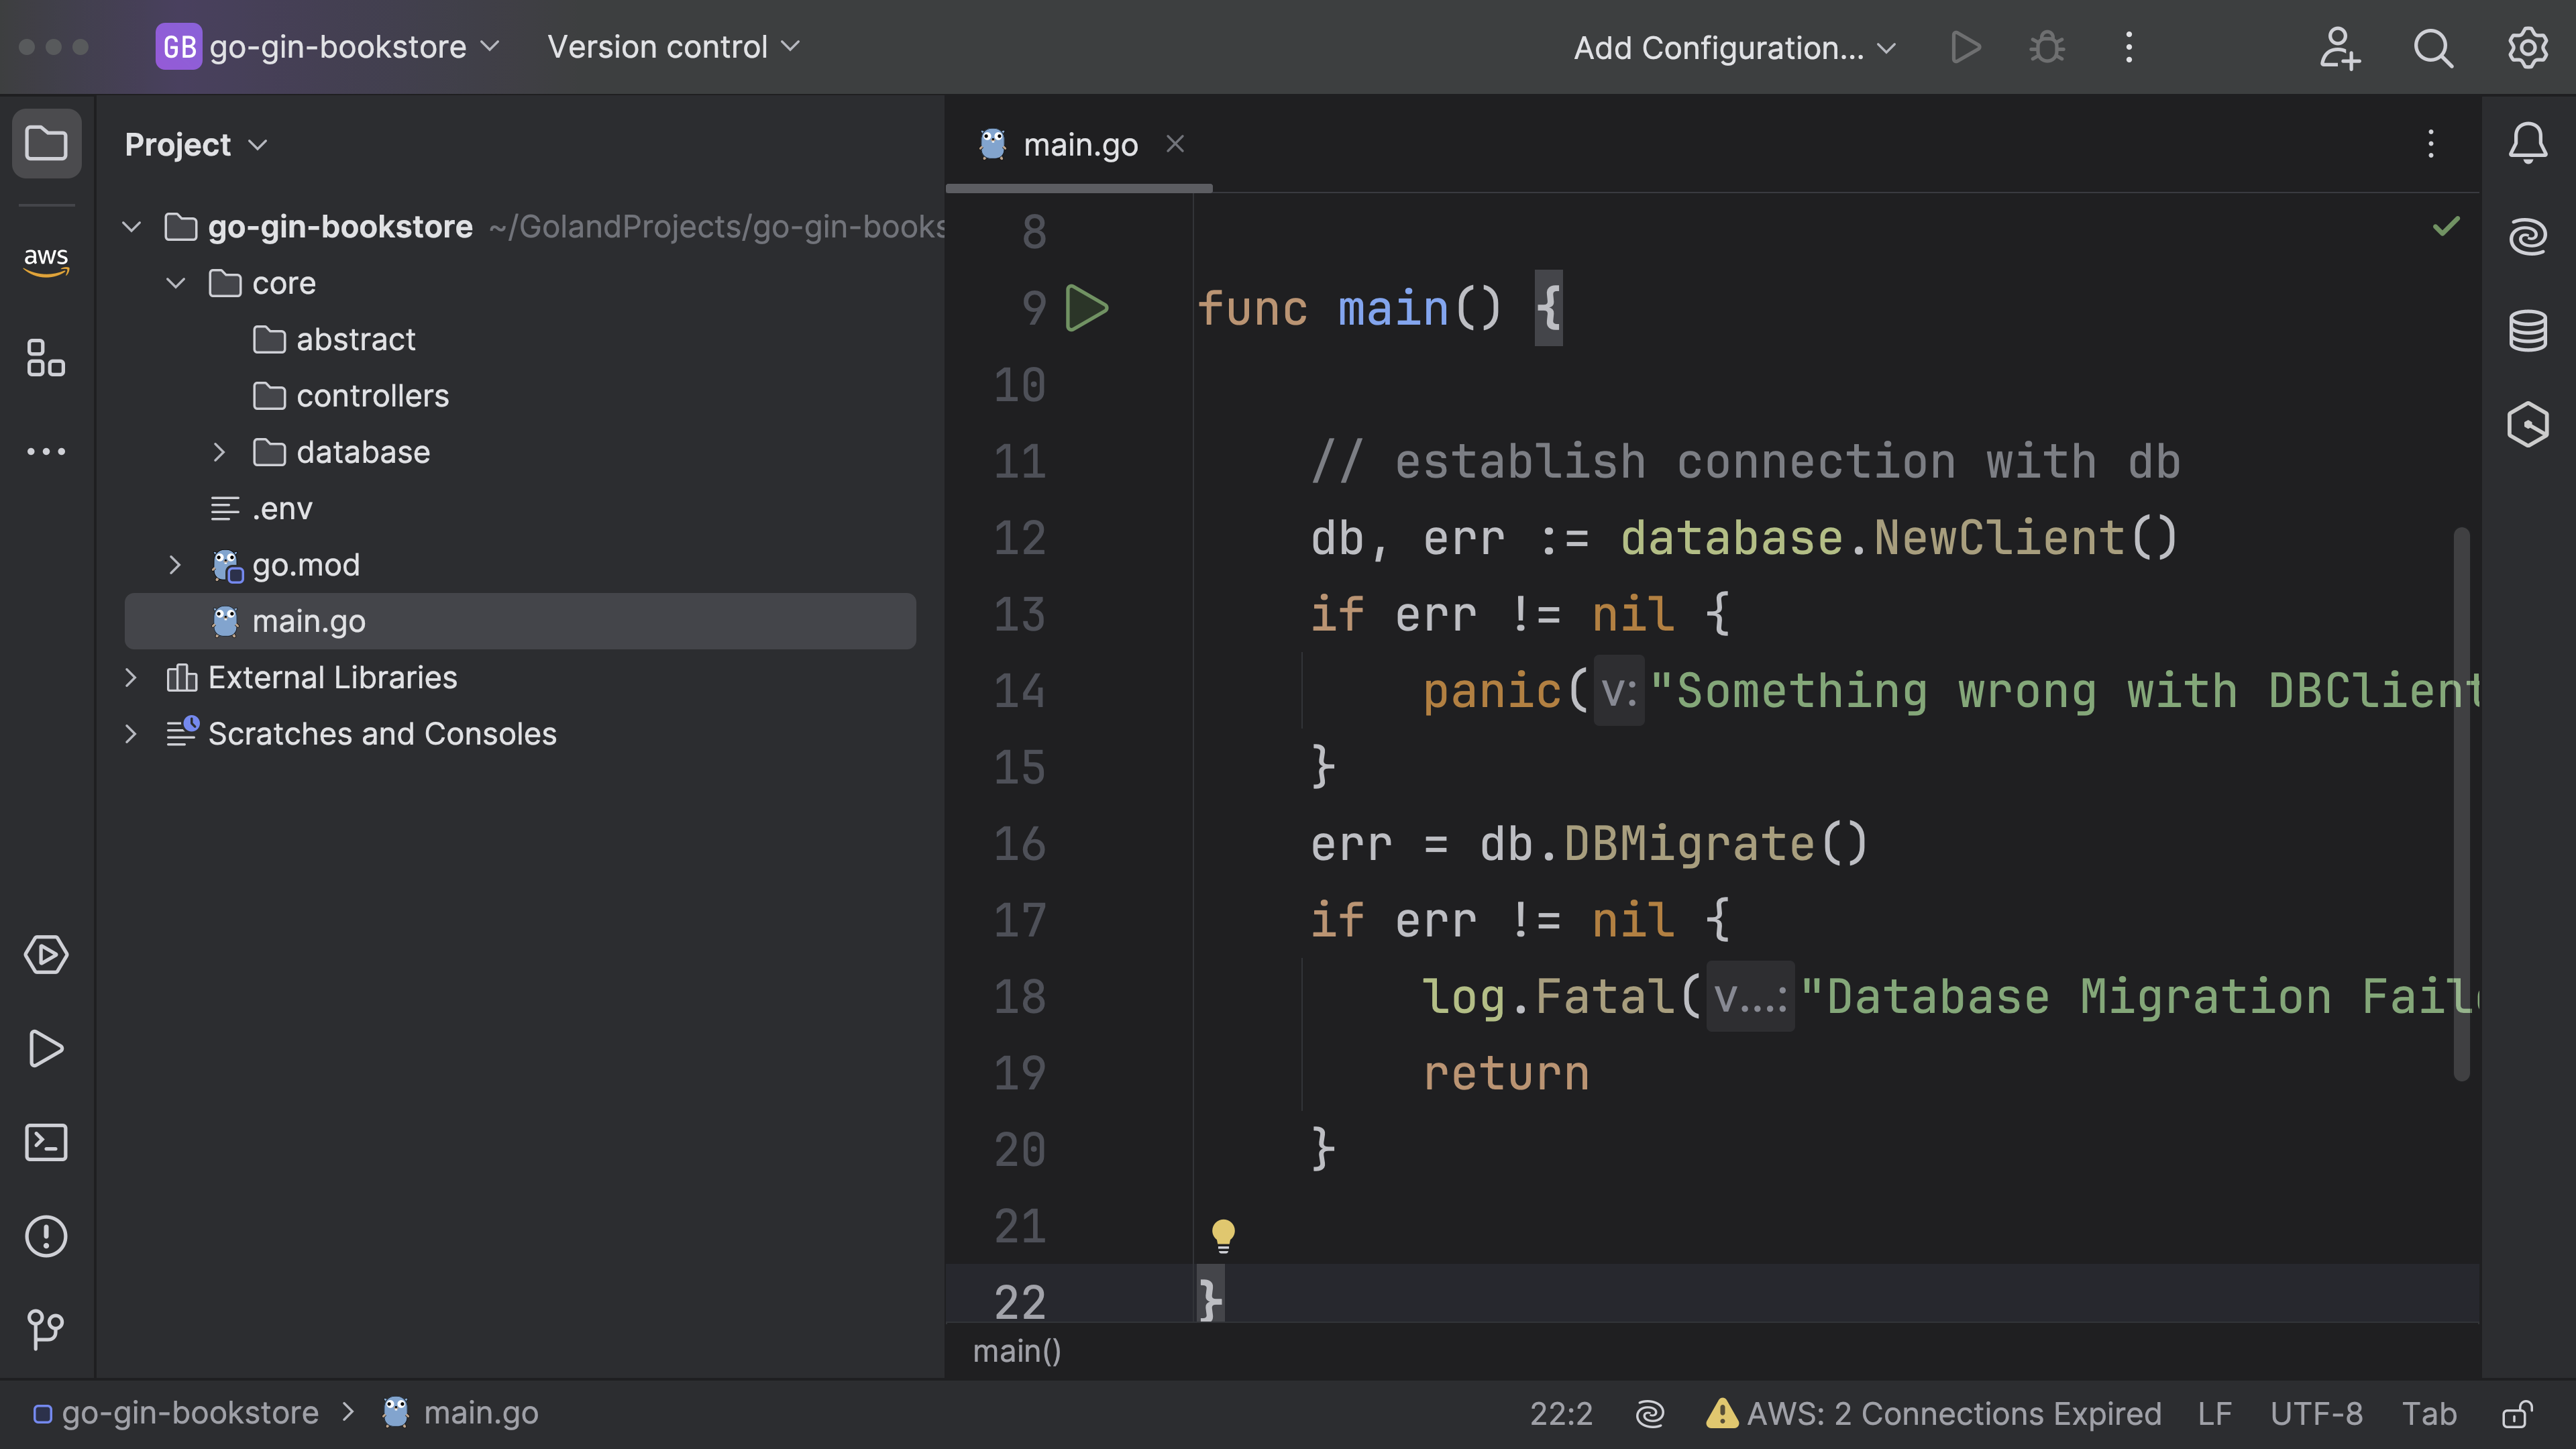 GB go-gin-bookstore Version control Add Configuration...
Project
main.go
aws
go-gin-bookstore ~/GolandProjects/go-gin-books
core
abstract
controllers
database
.env
go.mod
main.go
External Libraries
Scratches and Consoles
8
9 func main() {
10
11 // establish connection with db
12 db, err := database.NewClient()
13 if err != nil {
14 panic( v: "Something wrong with DBClient
15 }
16 err = db.DBMigrate()
17 if err != nil {
18 log.Fatal( v...: "Database Migration Fail
19 return
20 }
21
22 }
main()
go-gin-bookstore > main.go
22:2 AWS: 2 Connections Expired LF UTF-8 Tab